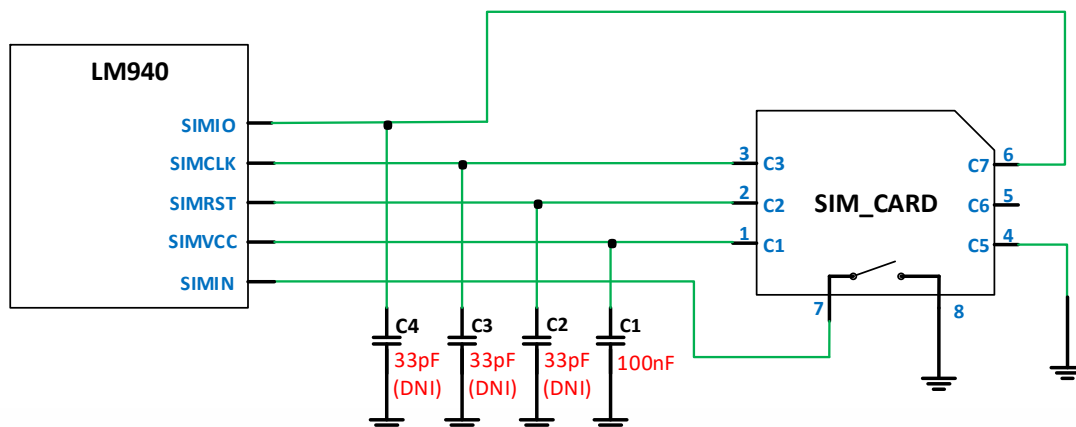 LM940
SIMIO
SIMCLK
SIMRST
SIMVCC
SIMIN
3
C3
2
C2
1
C1
SIM_CARD
C7
6
C6
5
C5
4
7
8
C4
33pF
(DNI)
C3
33pF
(DNI)
C2
33pF
(DNI)
C1
100nF